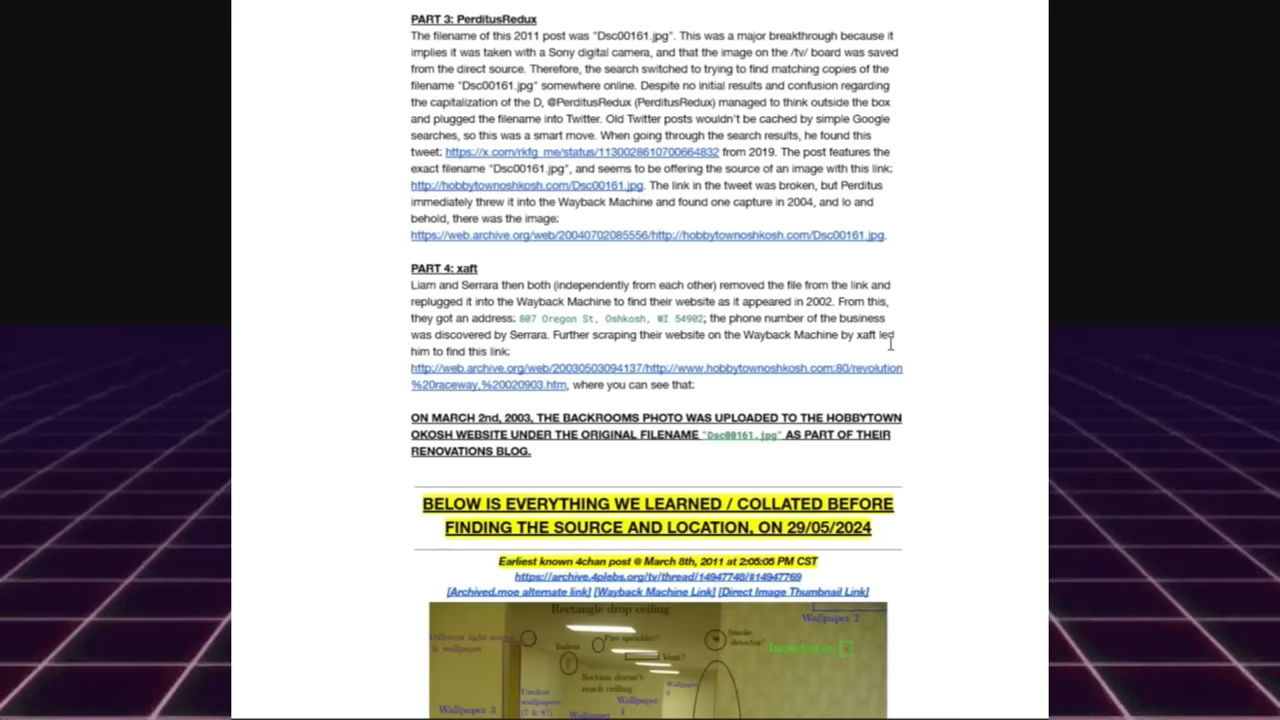 PART 3: PerditusRedux
The filename of this 2011 post was "Dsc00161.jpg". This was a major breakthrough because it
implies it was taken with a Sony digital camera, and that the image on the /tv/ board was saved
from the direct source. Therefore, the search switched to trying to find matching copies of the
filename "Dsc00161.jpg" somewhere online. Despite no initial results and confusion regarding
the capitalization of the D, @PerditusRedux (PerditusRedux) managed to think outside the box
and plugged the filename into Twitter. Old Twitter posts wouldn't be cached by simple Google
searches, so this was a smart move. When going through the search results, he found this
tweet: https://x.com/rkfg_me/status/1130028610700664832 from 2019. The post features the
exact filename "Dsc00161.jpg", and seems to be offering the source of an image with this link:
http://hobbytownoshkosh.com/Dsc00161.jpg. The link in the tweet was broken, but Perditus
immediately threw it into the Wayback Machine and found one capture in 2004, and lo and
behold, there was the image:
https://web.archive.org/web/20040702085556/http://hobbytownoshkosh.com/Dsc00161.jpg.
PART 4: xaft
Liam and Serrara then both (independently from each other) removed the file from the link and
replugged it into the Wayback Machine to find their website as it appeared in 2002. From this,
they got an address: 807 Oregon St, Oshkosh, WI 54902; the phone number of the business
was discovered by Serrara. Further scraping their website on the Wayback Machine by xaft led
him to find this link:
http://web.archive.org/web/20030503094137/http://www.hobbytownoshkosh.com:80/revolution
%20raceway,%20020903.htm, where you can see that:
ON MARCH 2nd, 2003, THE BACKROOMS PHOTO WAS UPLOADED TO THE HOBBYTOWN
OKOSH WEBSITE UNDER THE ORIGINAL FILENAME "Dsc00161.jpg" AS PART OF THEIR
RENOVATIONS BLOG.
BELOW IS EVERYTHING WE LEARNED / COLLATED BEFORE
FINDING THE SOURCE AND LOCATION, ON 29/05/2024
Earliest known 4chan post @ March 8th, 2011 at 2:05:05 PM CST
https://archive.4plebs.org/tv/thread/14947748/#14947769
[Archived.moe alternate link] [Wayback Machine Link] [Direct Image Thumbnail Link]
Rectangle drop ceiling
Wallpaper 2
Different light source
& wallpaper
Indent
Fire sprinkler?
Smoke
detector?
Imperfection
Vent?
Section doesn't
reach ceiling
Unclear
wallpapers
(7 & 8?)
Wallpaper
Wallpaper
4
Wallpaper 3
Wallpaper